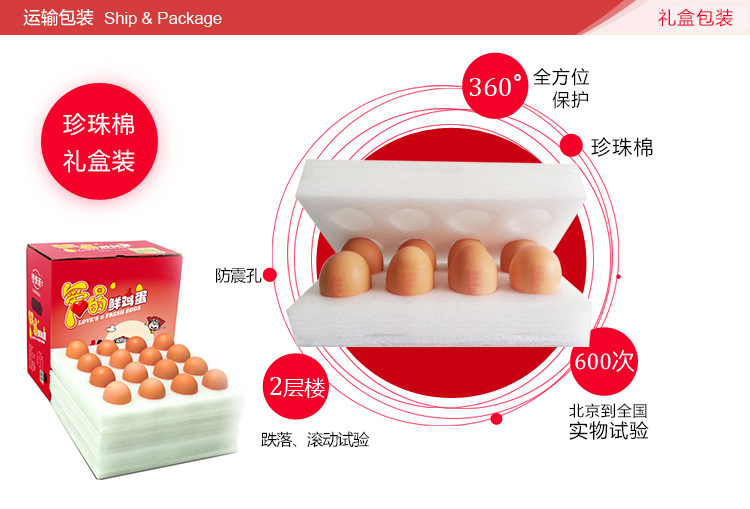 运输包装 Ship & Package
礼盒包装
360°
全方位
保护
珍珠棉
礼盒装
珍珠棉
防震孔
鲜鸡蛋
LOVE'S & FRESH EGGS
2层楼
跌落、滚动试验
600次
北京到全国
实物试验